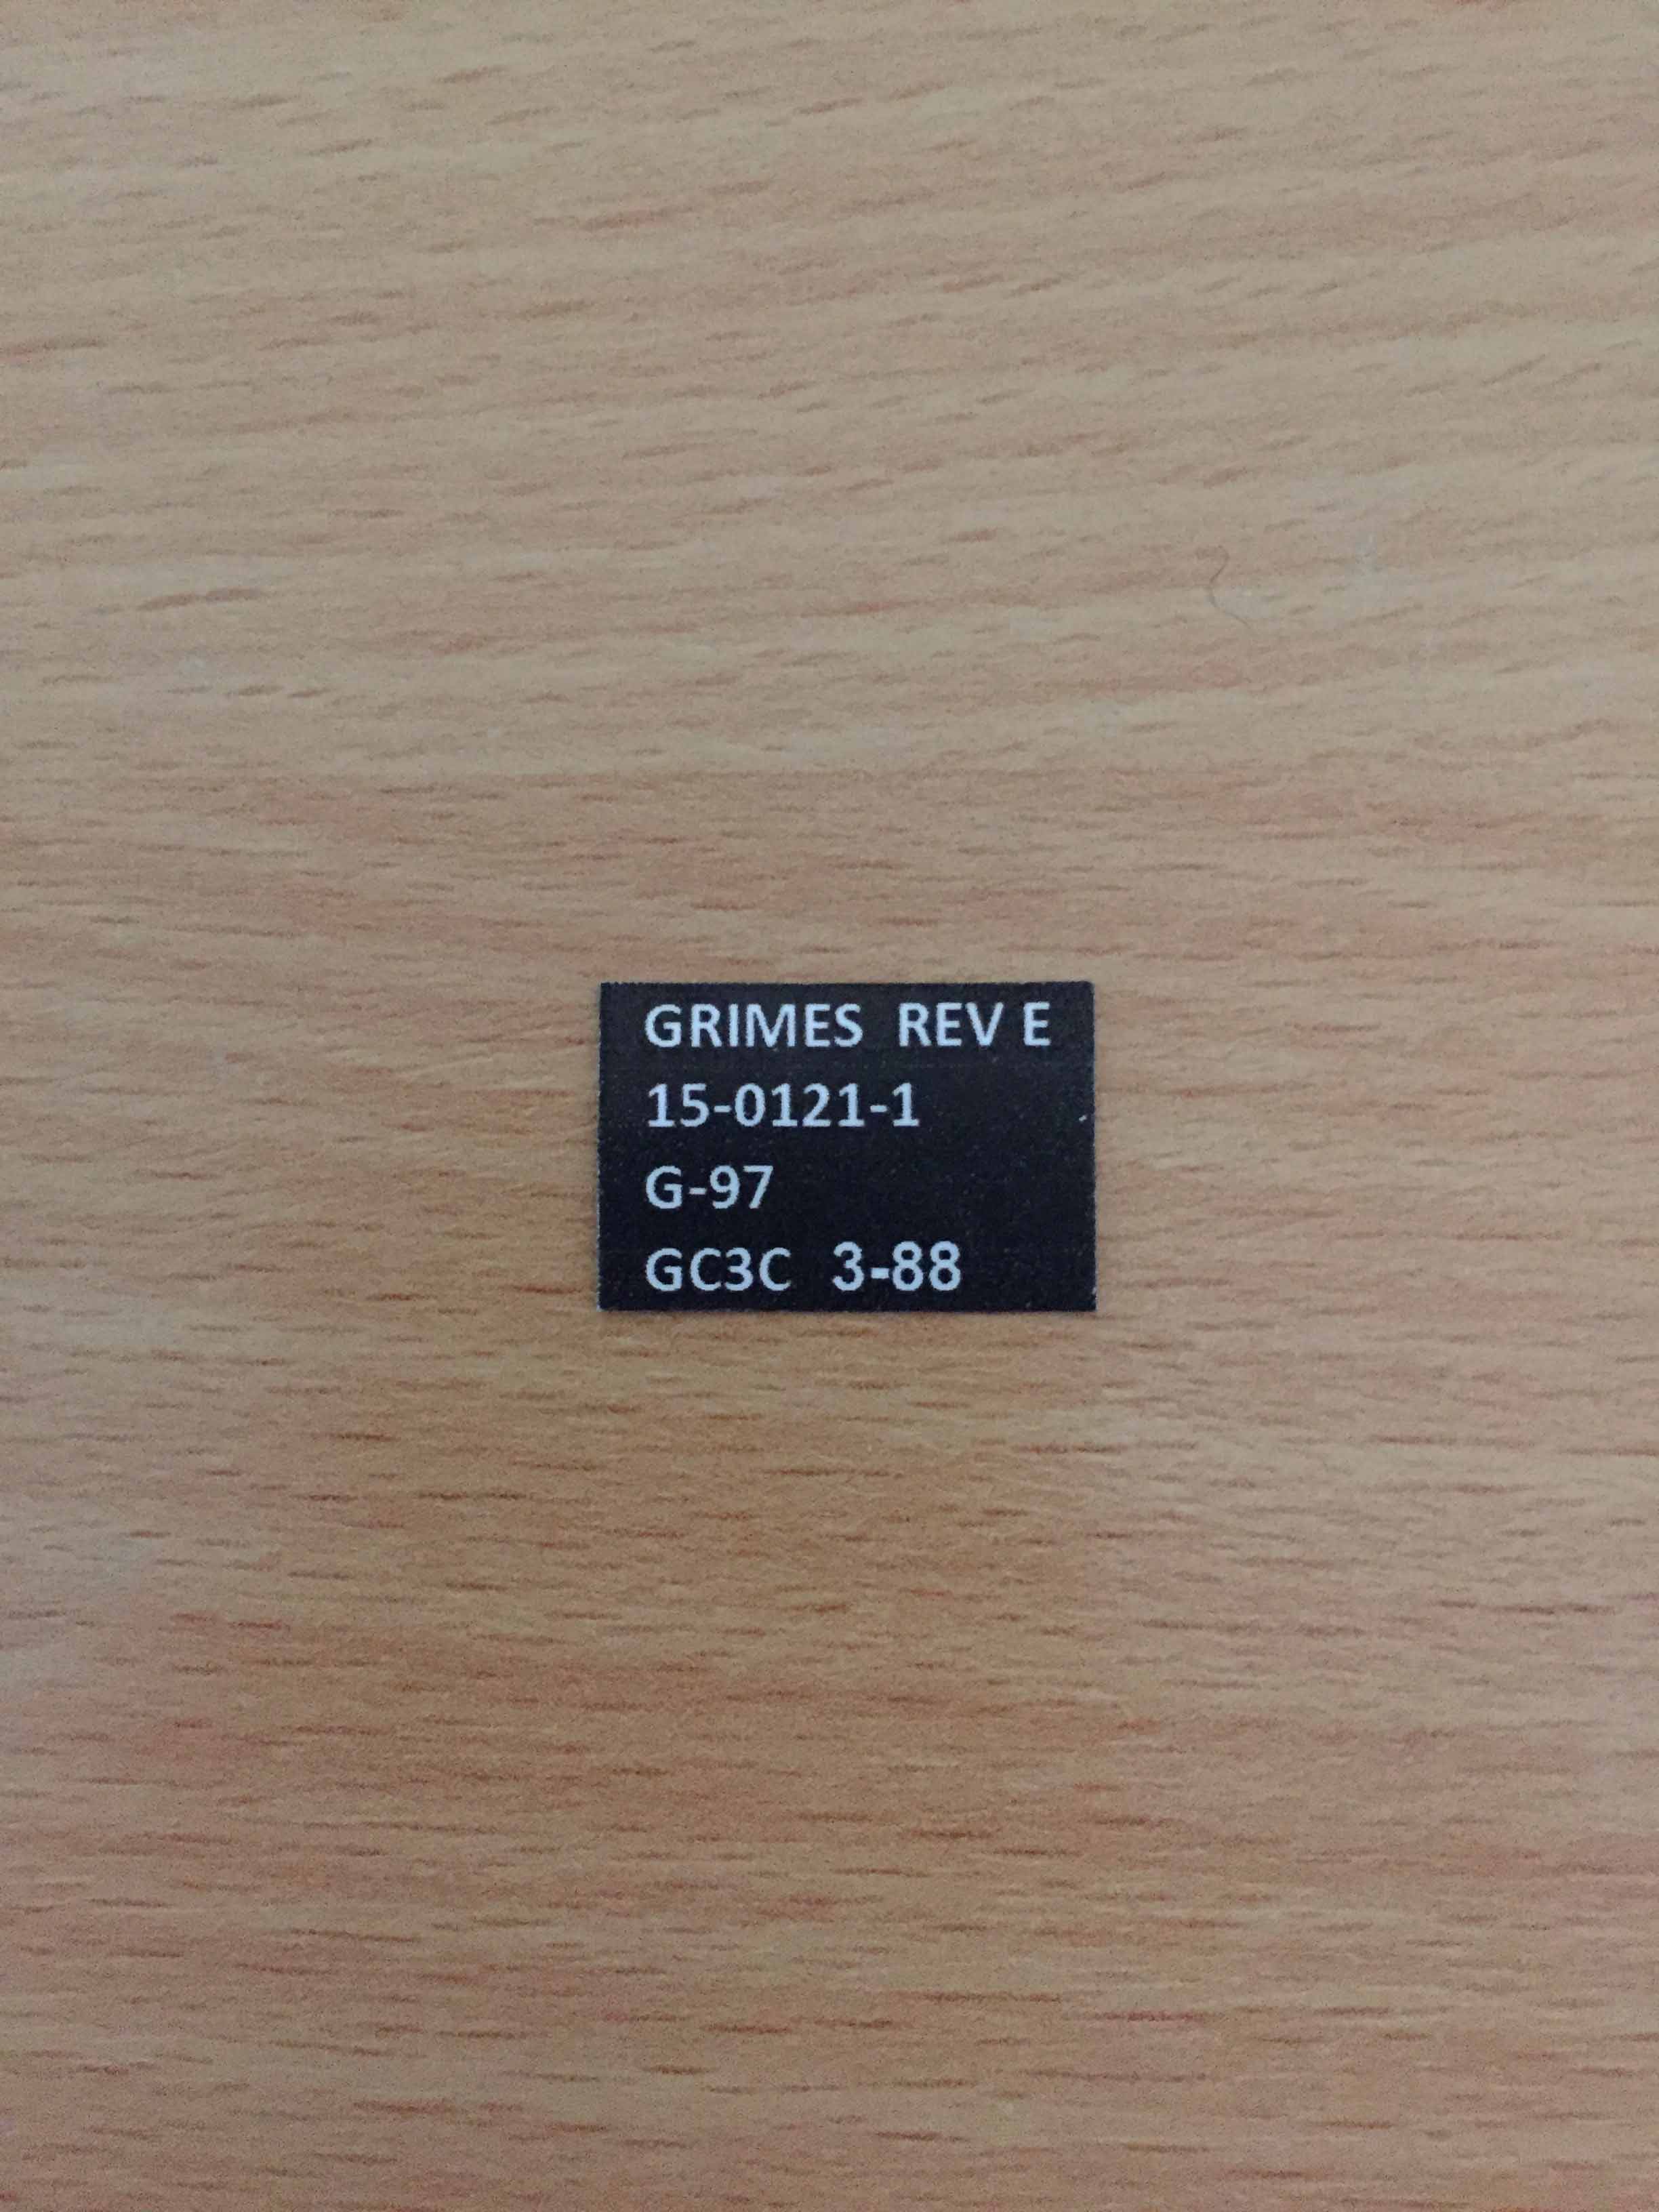 GRIMES REV E
15-0121-1
G-97
GC3C 3-88